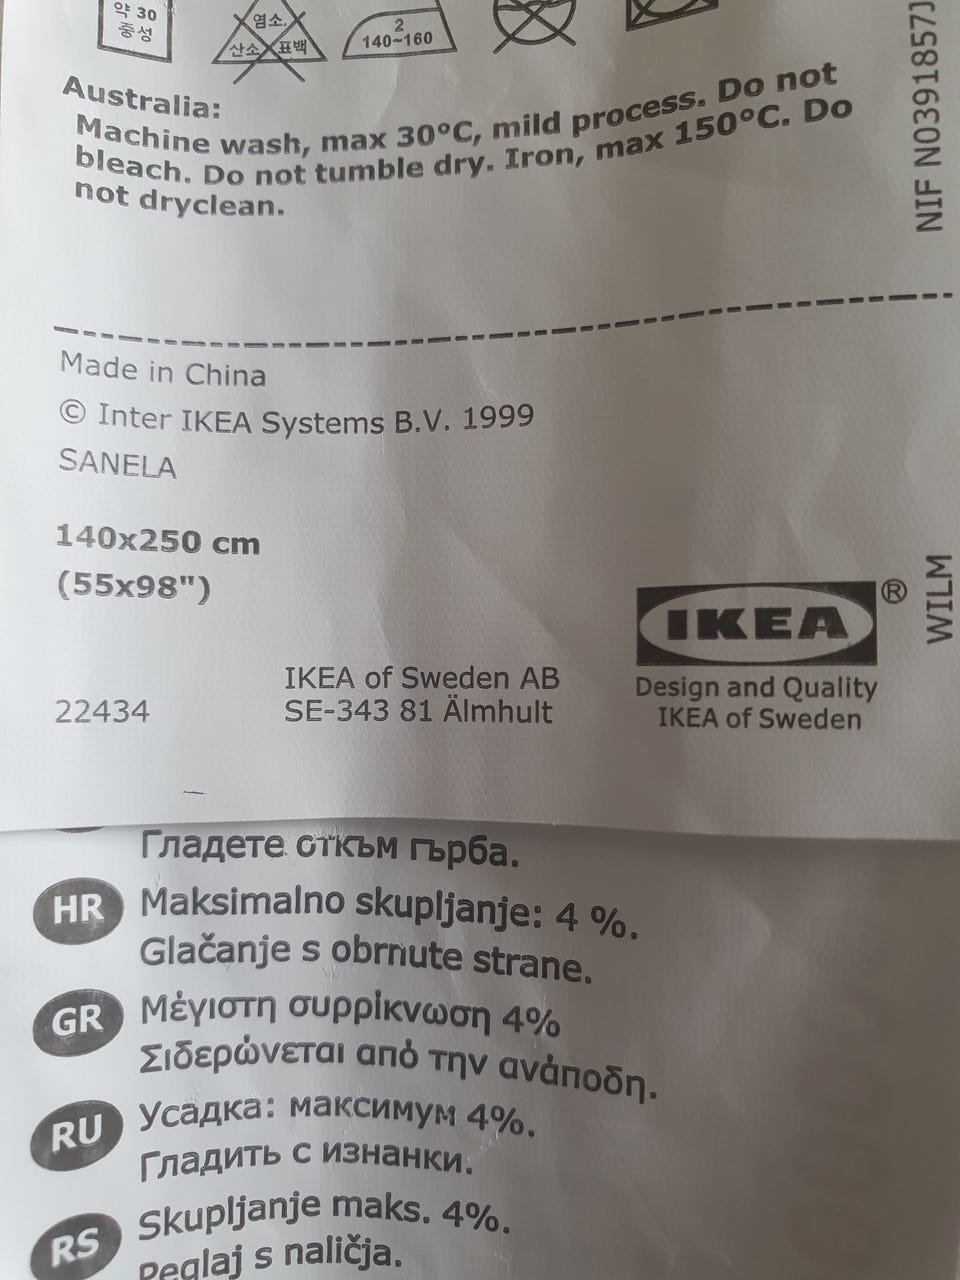 약 30
중성
염소
산소 표백
2
140~160
Australia:
Machine wash, max 30°C, mild process. Do not
bleach. Do not tumble dry. Iron, max 150°C. Do
not dryclean.
NIF N0391857J
Made in China
© Inter IKEA Systems B.V. 1999
SANELA
140x250 cm
(55x98")
22434
IKEA of Sweden AB
SE-343 81 Älmhult
IKEA ®
Design and Quality
IKEA of Sweden
WILM
Гладете откъм гърба.
HR Maksimalno skupljanje: 4 %.
Glačanje s obrnute strane.
GR Μέγιστη συρρίκνωση 4%
Σιδερώνεται από την ανάποδη.
RU Усадка: максимум 4%.
Гладить с изнанки.
RS Skupljanje maks. 4%.
Peglaj s naličja.